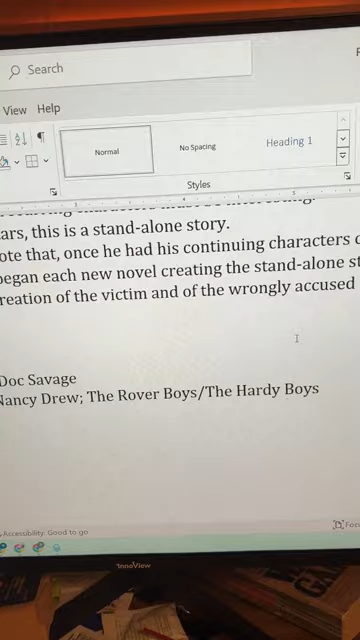 Search
View Help
Normal
No Spacing
Heading 1
Styles
ars, this is a stand-alone story.
ote that, once he had his continuing characters
began each new novel creating the stand-alone
reation of the victim and of the wrongly accused
Doc Savage
Nancy Drew; The Rover Boys/The Hardy Boys
Accessibility: Good to go
Foc
InnoView